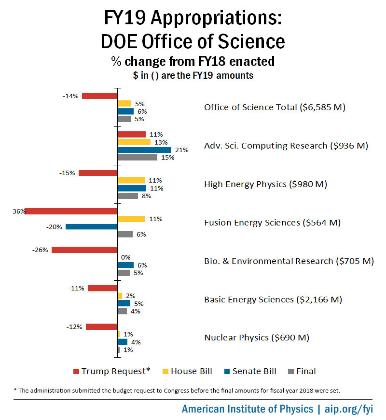 FY19 Appropriations:
DOE Office of Science
% change from FY18 enacted
$ in () are the FY19 amounts
-14%
5%
6%
5%
Office of Science Total ($6,585 M)
11%
13%
21%
15%
Adv. Sci. Computing Research ($936 M)
-15%
11%
11%
8%
High Energy Physics ($980 M)
36%
11%
-20%
6%
Fusion Energy Sciences ($564 M)
-26%
0%
6%
5%
Bio. & Environmental Research ($705 M)
-11%
2%
5%
4%
Basic Energy Sciences ($2,166 M)
-12%
1%
4%
1%
Nuclear Physics ($690 M)
Trump Request* House Bill Senate Bill Final
* The administration submitted the budget request to Congress before the final amounts for fiscal year 2018 were set.
American Institute of Physics | aip.org/fyi